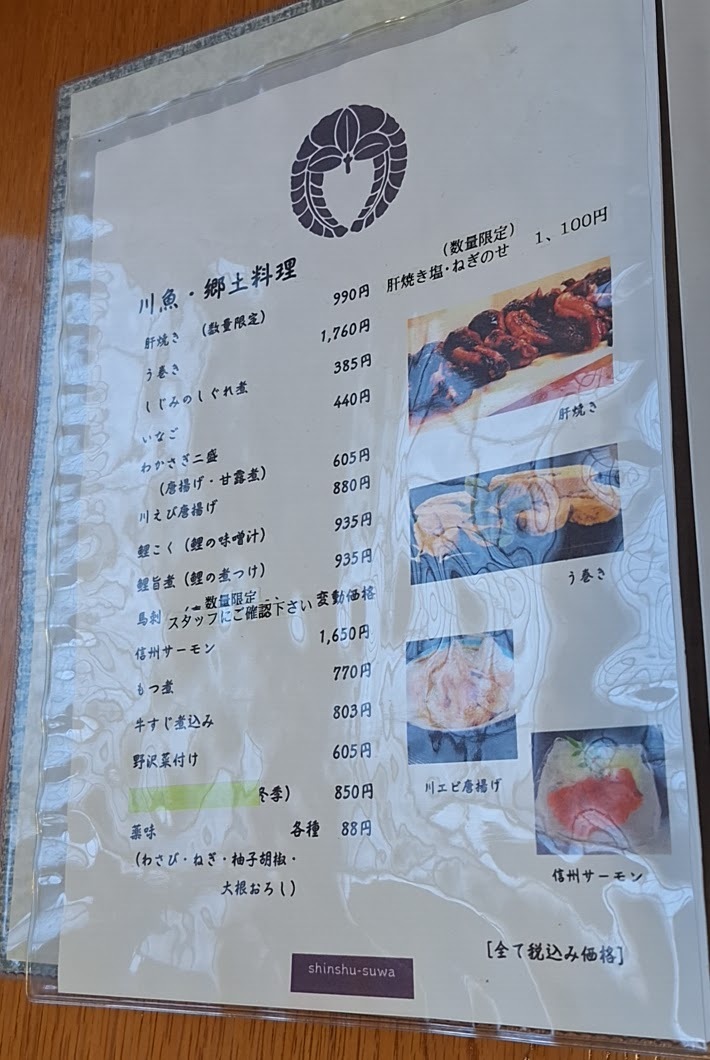 川魚・郷土料理
肝焼き (数量限定) 990円
う巻き 1,760円
しじみのしぐれ煮 385円
いなご 440円
わかさぎ二盛
(唐揚げ・甘露煮) 605円
川えび唐揚げ 880円
鯉こく(鯉の味噌汁) 935円
鯉旨煮(鯉の煮つけ) 935円
馬刺 数量限定 変動価格
スタッフにご確認下さい
信州サーモン 1,650円
もつ煮 770円
牛すじ煮込み 803円
野沢菜付け 605円
冬季) 850円
薬味 各種 88円
(わさび・ねぎ・柚子胡椒・
大根おろし)
(数量限定)
肝焼き塩・ねぎのせ 1、100円
肝焼き
う巻き
川エビ唐揚げ
信州サーモン
[全て税込み価格]
shinshu-suwa